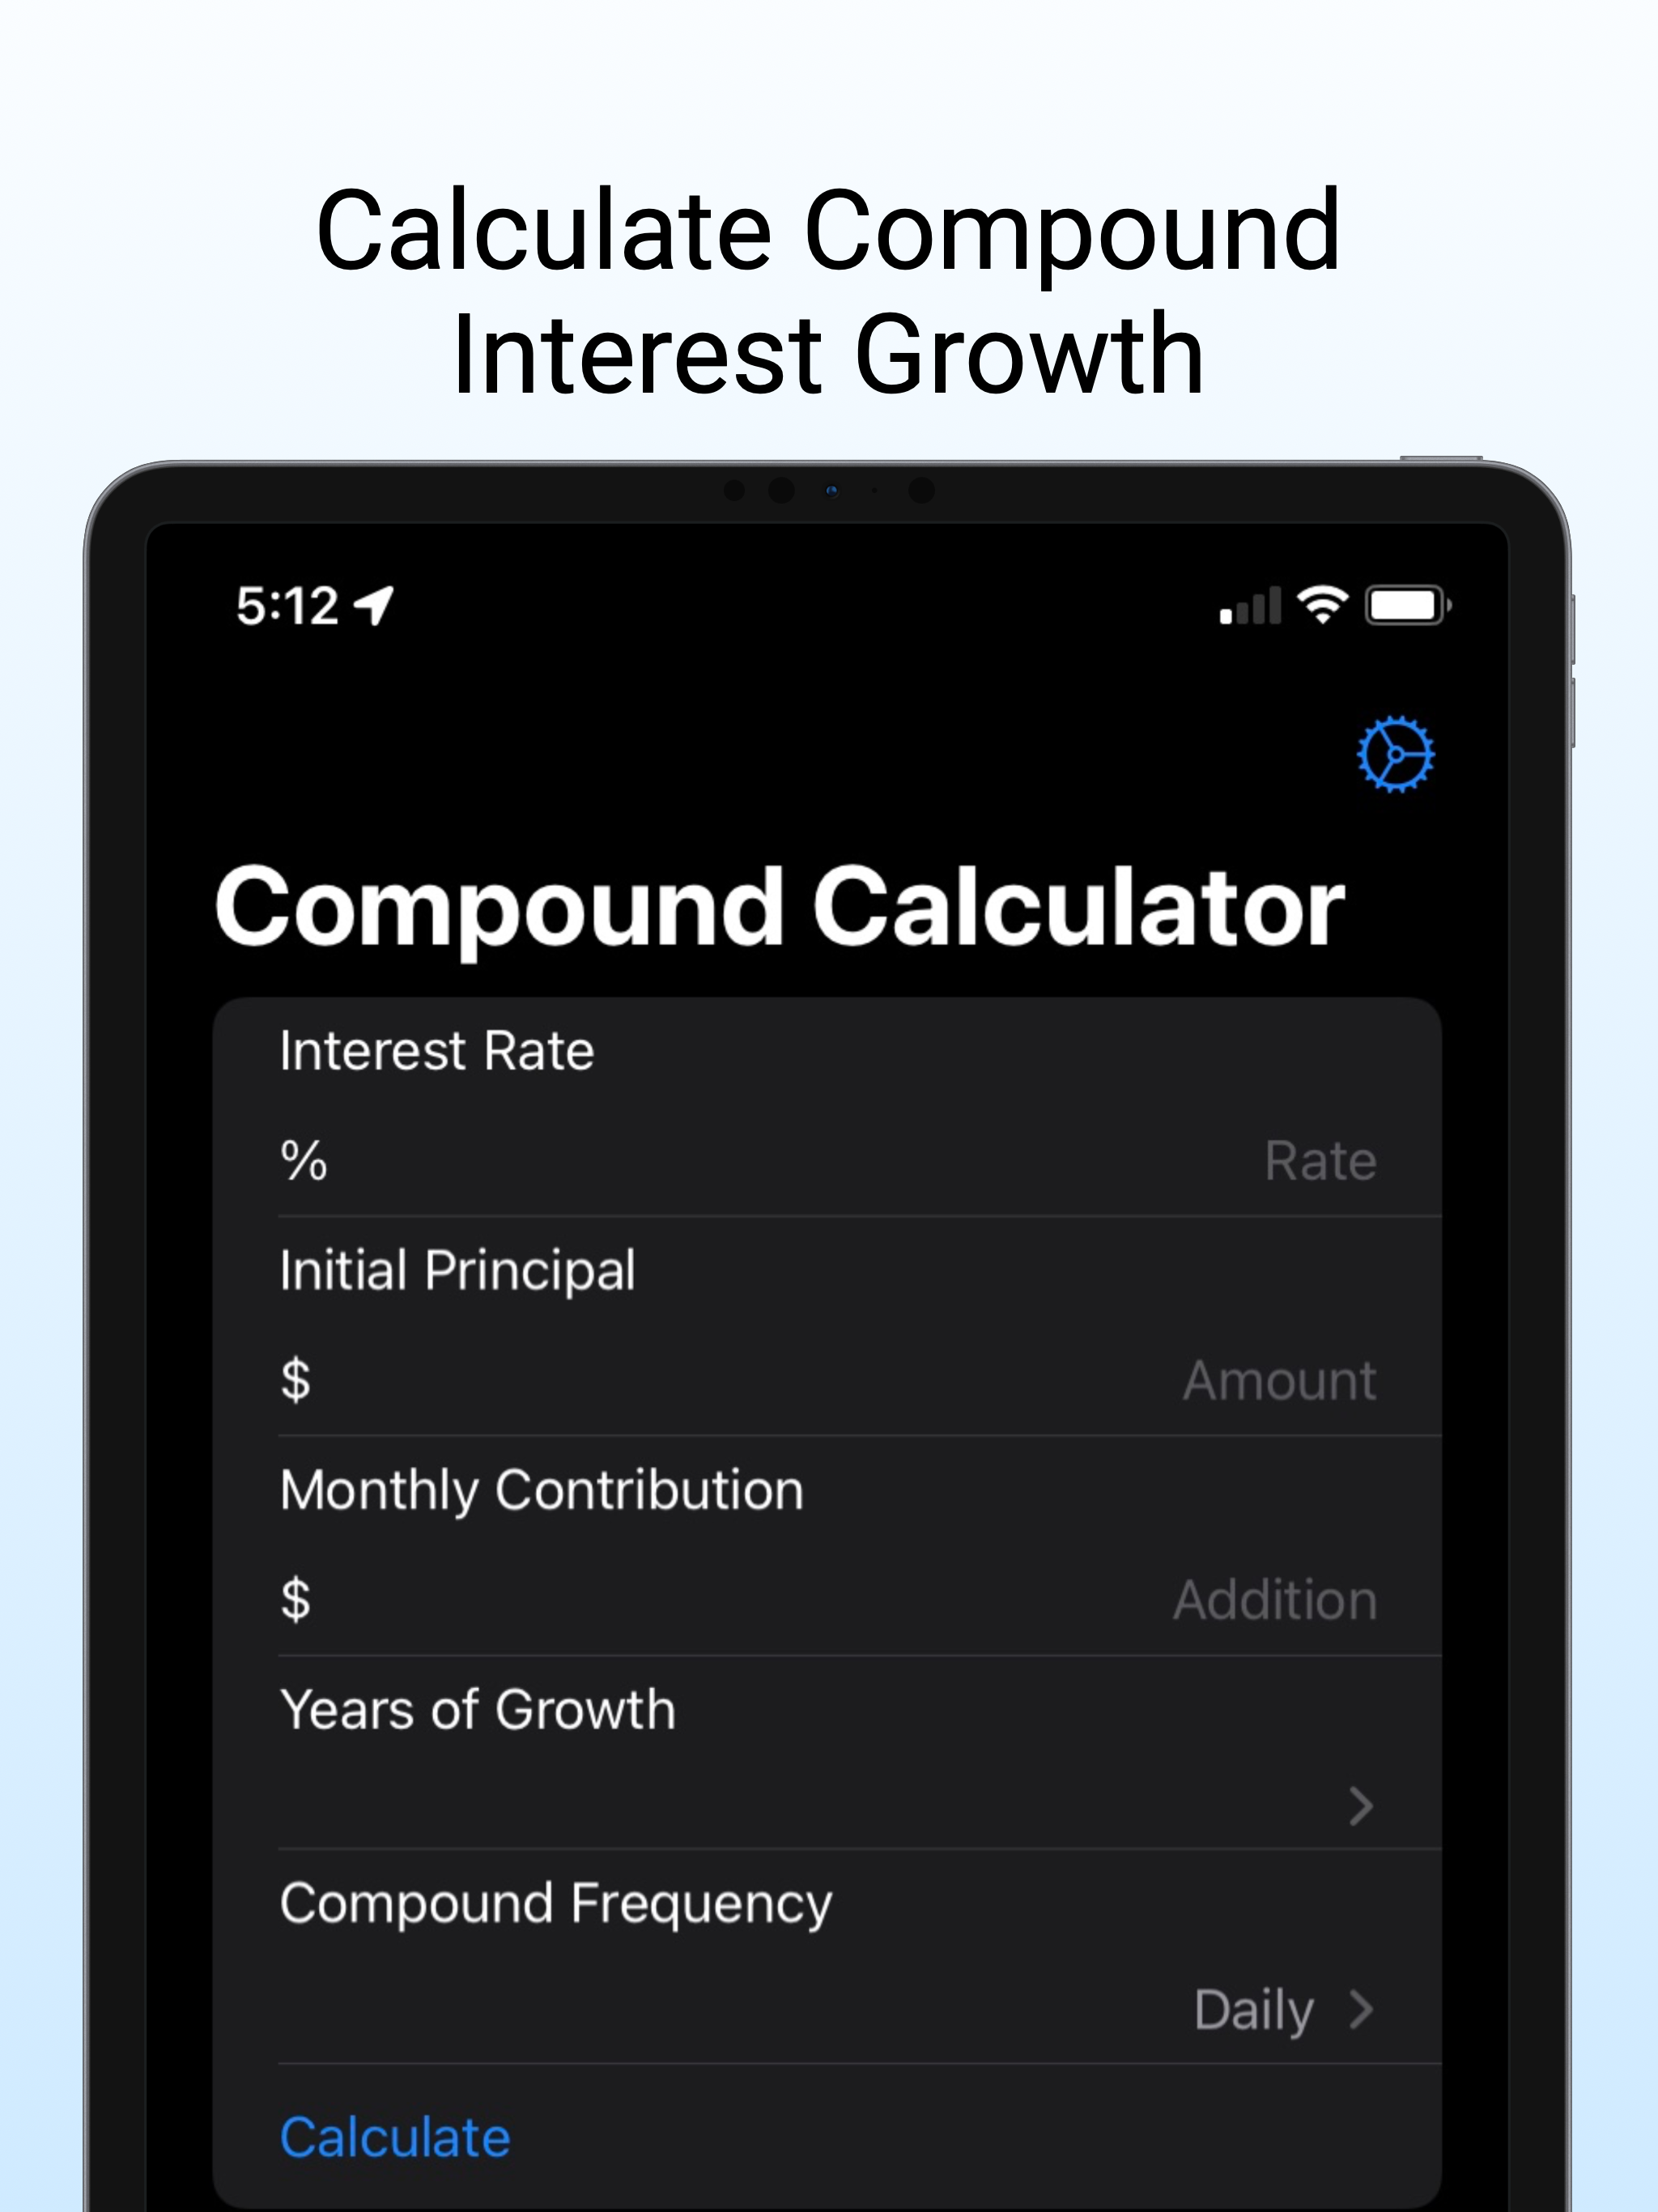 Calculate Compound
Interest Growth
5:12
Compound Calculator
Interest Rate
% Rate
Initial Principal
$ Amount
Monthly Contribution
$ Addition
Years of Growth
Compound Frequency
Daily
Calculate